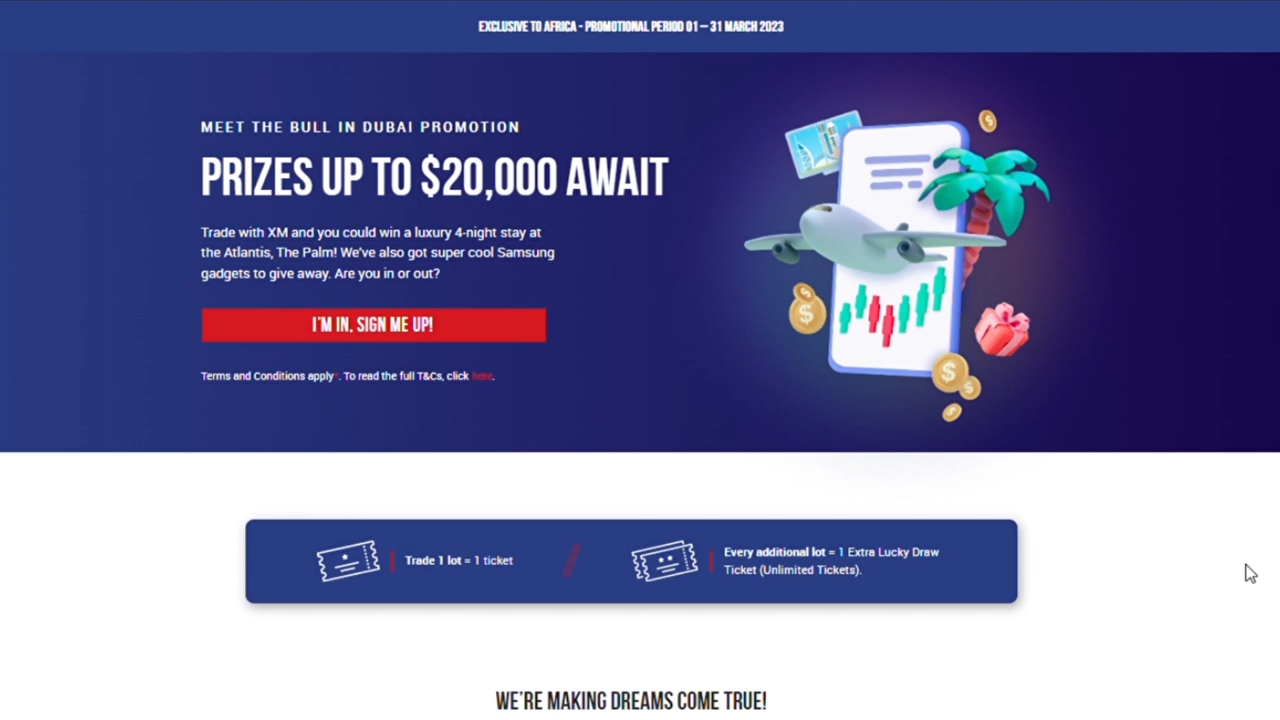 EXCLUSIVE TO AFRICA - PROMOTIONAL PERIOD 01 – 31 MARCH 2023
MEET THE BULL IN DUBAI PROMOTION
PRIZES UP TO $20,000 AWAIT
Trade with XM and you could win a luxury 4-night stay at
the Atlantis, The Palm! We've also got super cool Samsung
gadgets to give away. Are you in or out?
I'M IN, SIGN ME UP!
Terms and Conditions apply*. To read the full T&Cs, click here.
Trade 1 lot = 1 ticket
Every additional lot = 1 Extra Lucky Draw
Ticket (Unlimited Tickets).
WE'RE MAKING DREAMS COME TRUE!